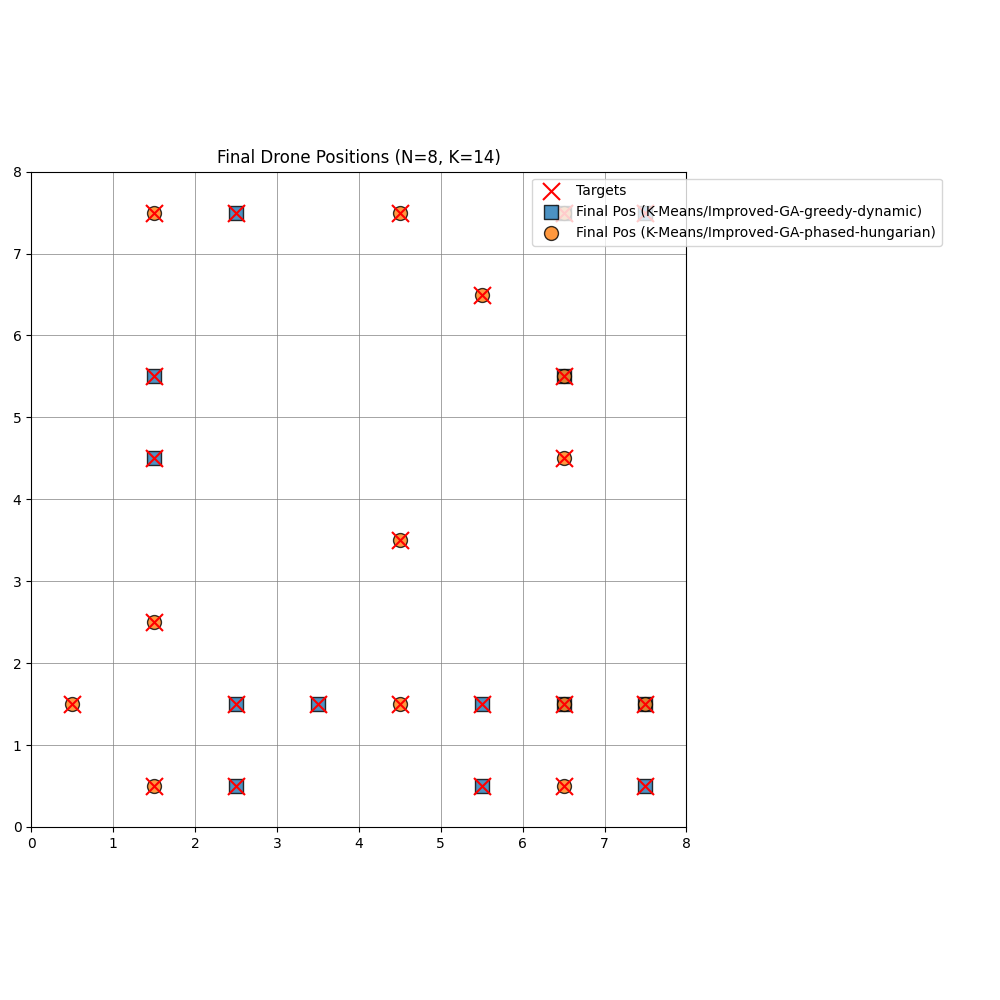 Final Drone Positions (N=8, K=14)
Targets
Final Pos (K-Means/Improved-GA-greedy-dynamic)
Final Pos (K-Means/Improved-GA-phased-hungarian)
8
7
6
5
4
3
2
1
0
0 1 2 3 4 5 6 7 8